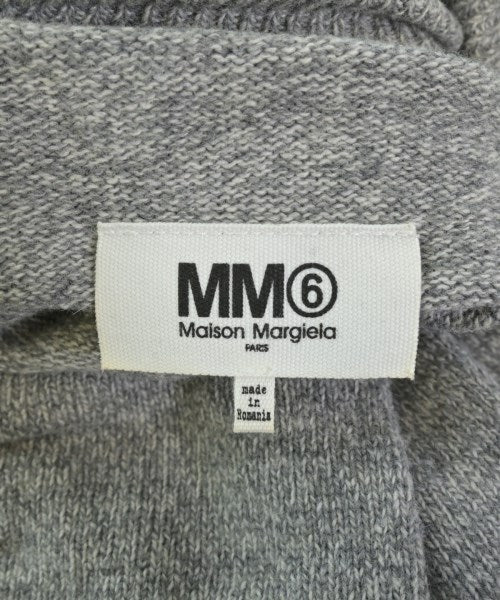 MM⑥
Maison Margiela
PARIS
made
in
Romania